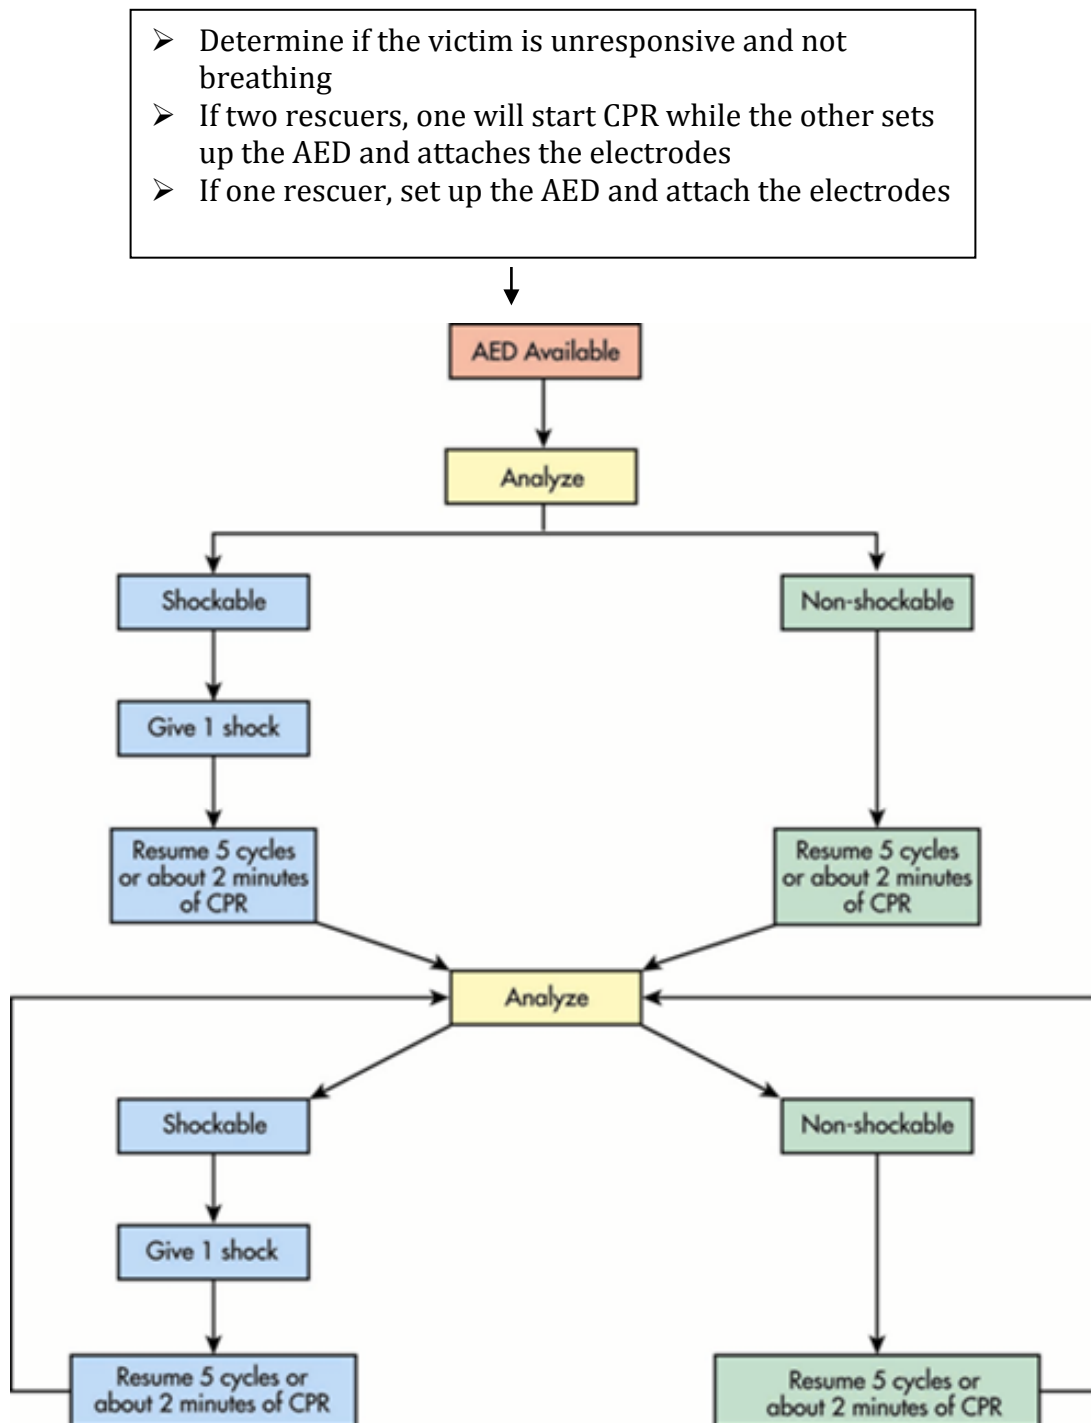 ➢ Determine if the victim is unresponsive and not
breathing
➢ If two rescuers, one will start CPR while the other sets
up the AED and attaches the electrodes
➢ If one rescuer, set up the AED and attach the electrodes
AED Available
Analyze
Shockable
Non-shockable
Give 1 shock
Resume 5 cycles
or about 2 minutes
of CPR
Resume 5 cycles
or about 2 minutes
of CPR
Analyze
Shockable
Non-shockable
Give 1 shock
Resume 5 cycles or
about 2 minutes of CPR
Resume 5 cycles or
about 2 minutes of CPR